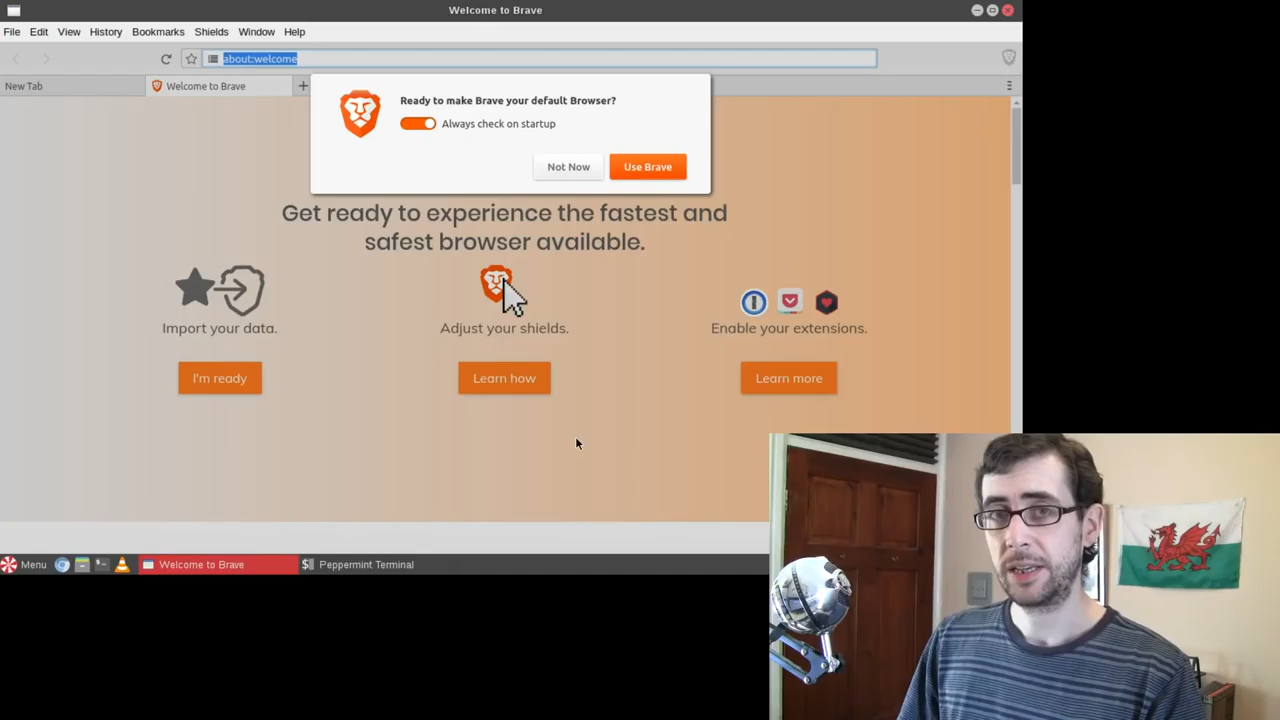 Welcome to Brave
File Edit View History Bookmarks Shields Window Help
about:welcome
New Tab
Welcome to Brave
Ready to make Brave your default Browser?
Always check on startup
Not Now
Use Brave
Get ready to experience the fastest and
safest browser available.
Import your data.
Adjust your shields.
Enable your extensions.
I'm ready
Learn how
Learn more
Menu
Welcome to Brave
$ Peppermint Terminal